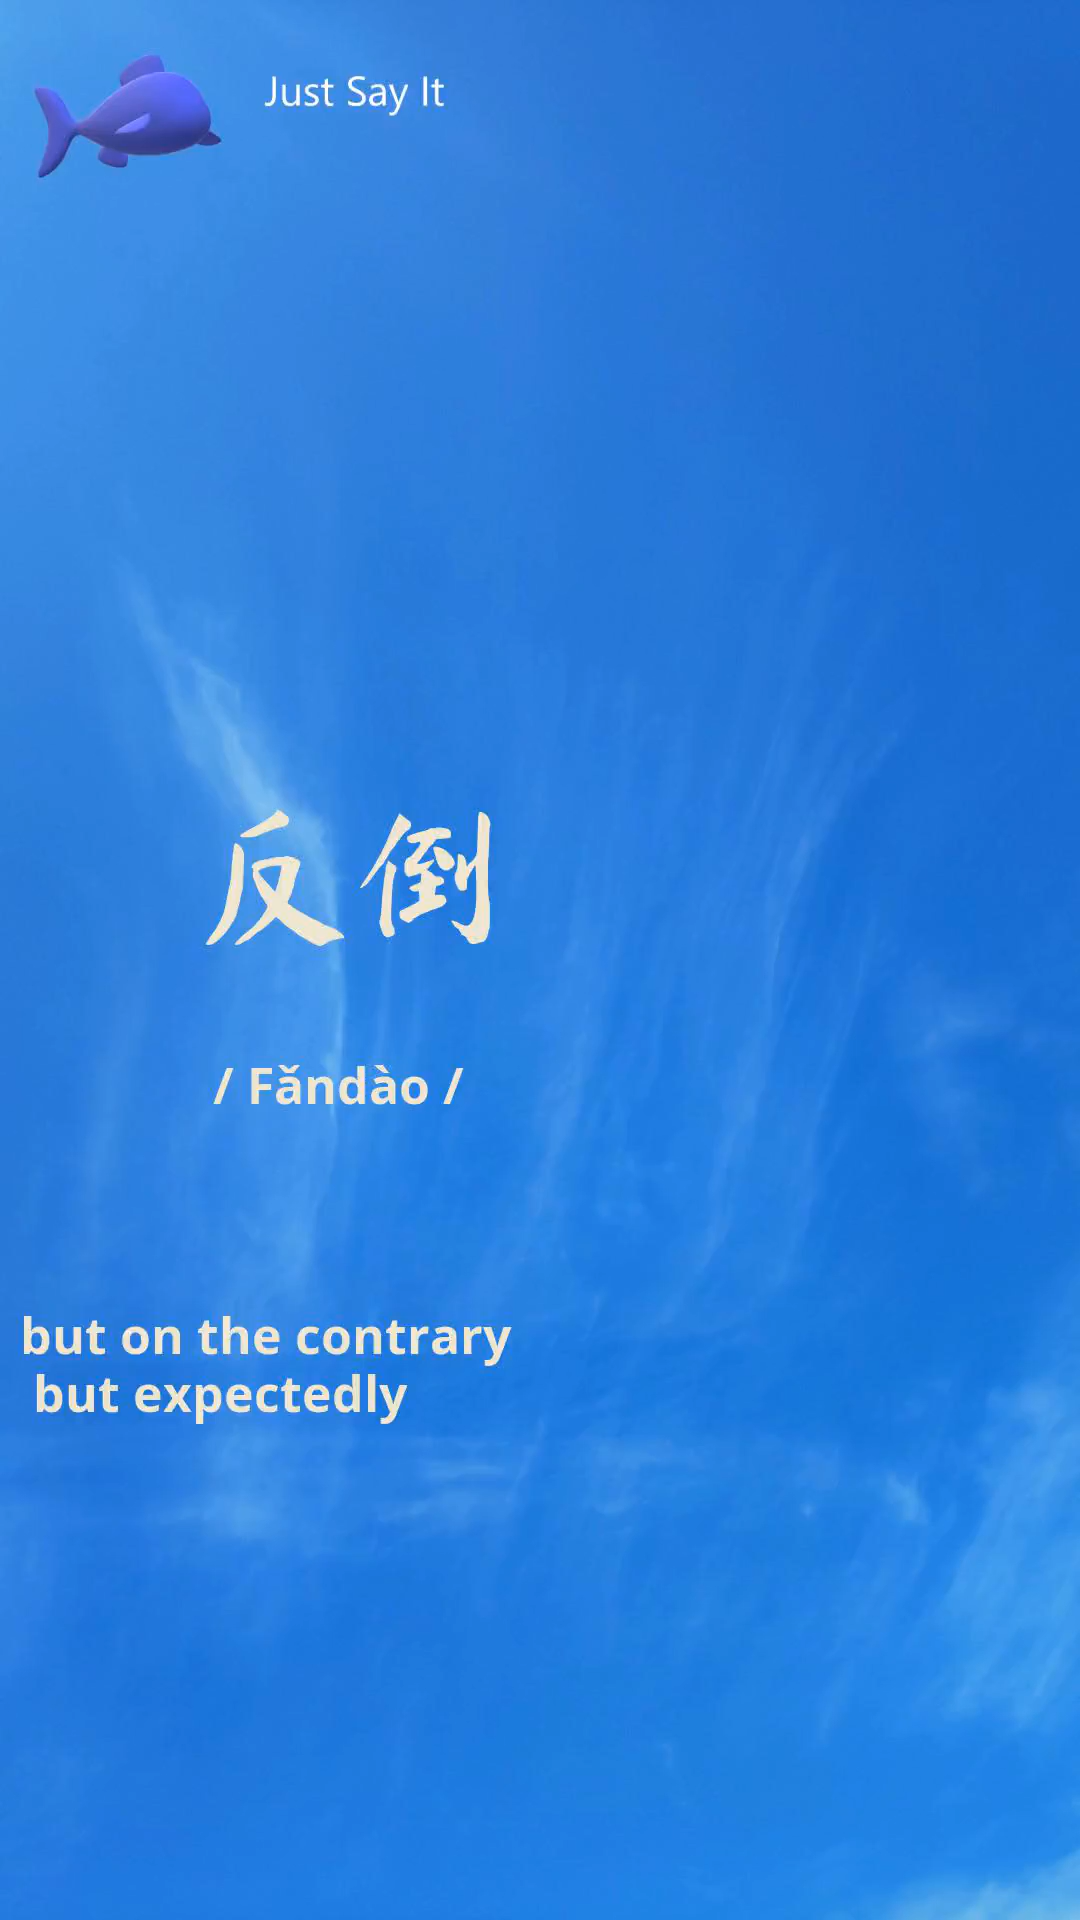 Just Say It
反倒
/ Fǎndào /
but on the contrary
but expectedly